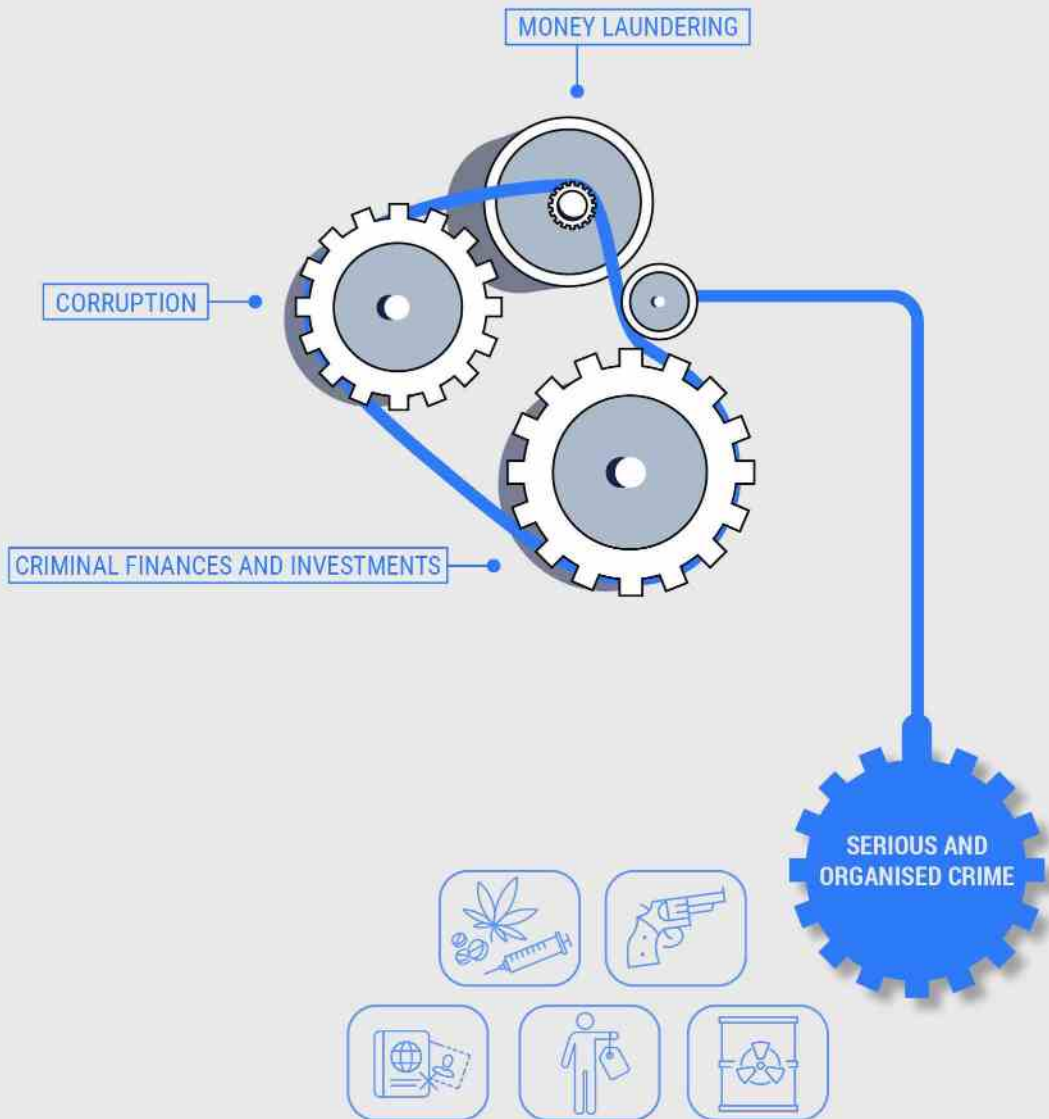 MONEY LAUNDERING
CORRUPTION
CRIMINAL FINANCES AND INVESTMENTS
SERIOUS AND
ORGANISED CRIME